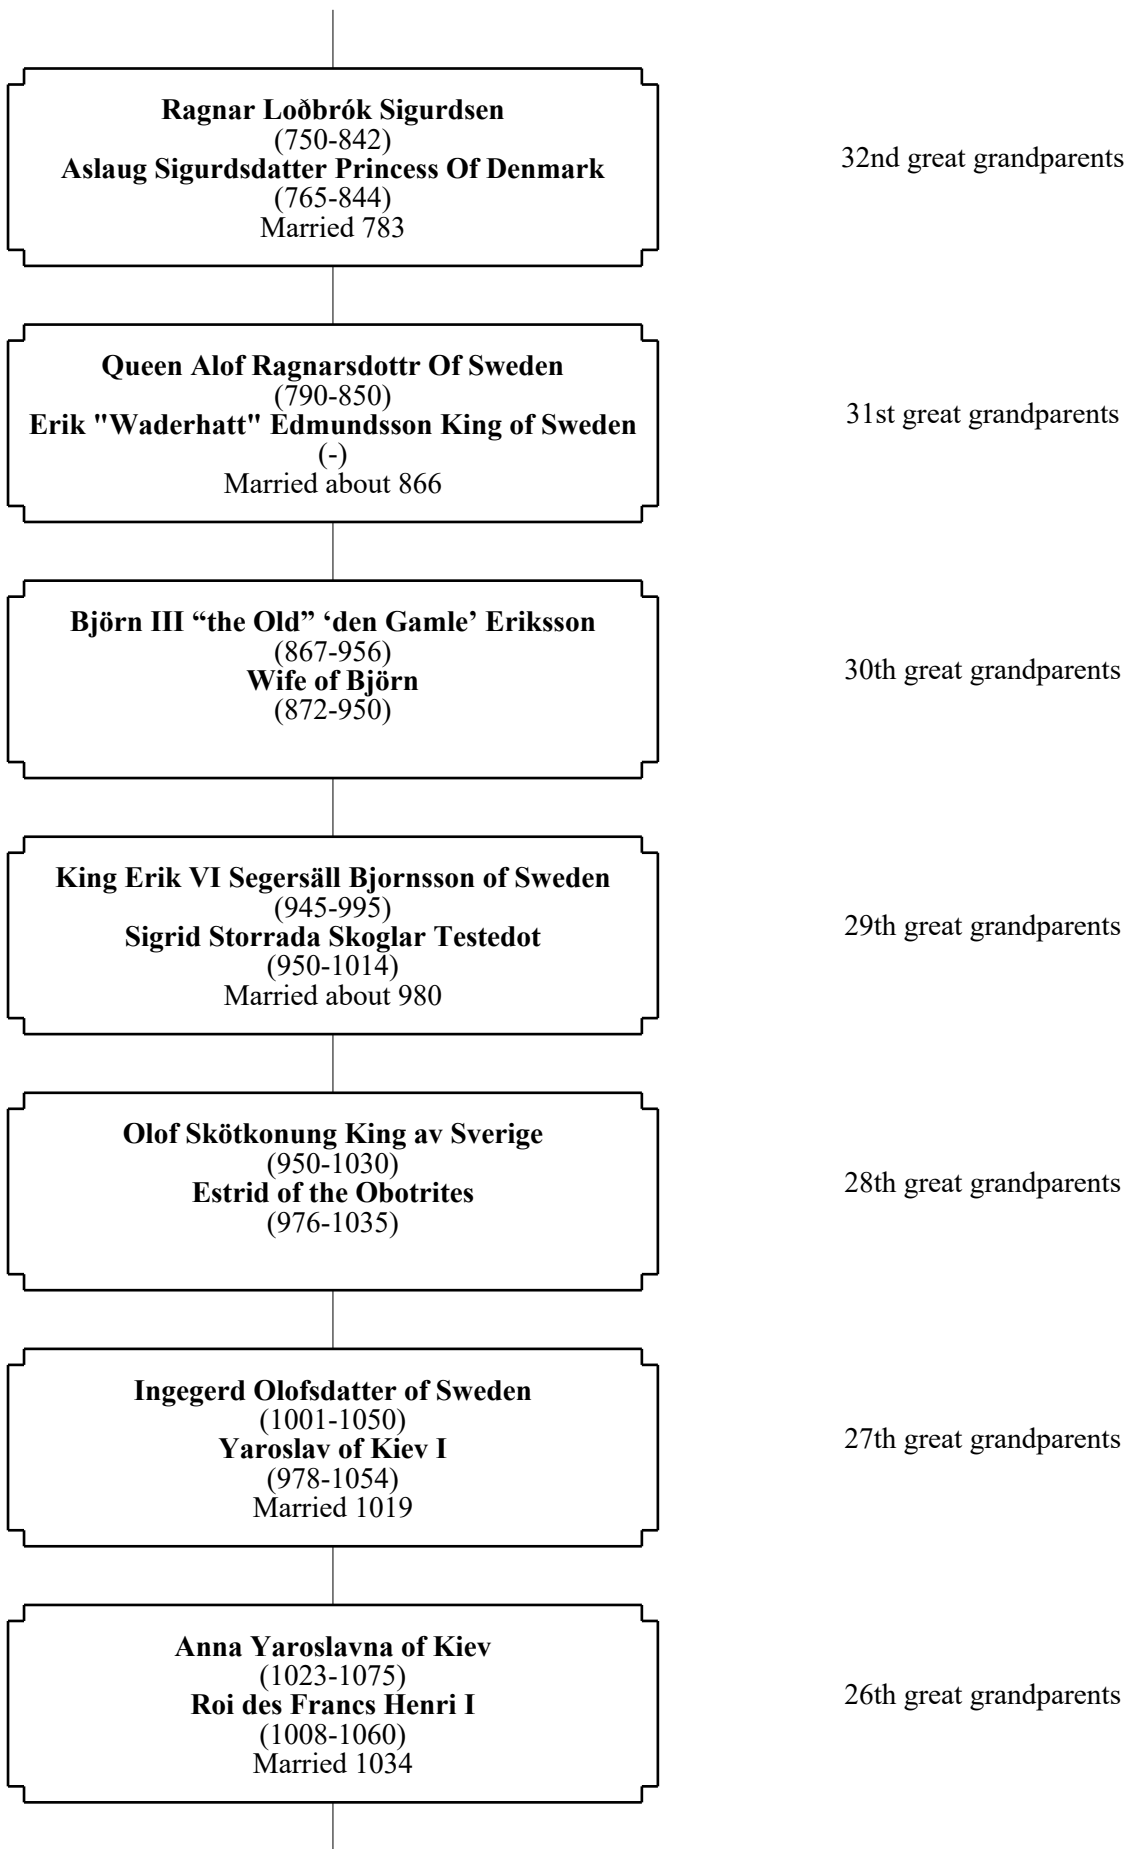 Ragnar Loðbrók Sigurdsen
(750-842)
Aslaug Sigurdsdatter Princess Of Denmark
(765-844)
Married 783
32nd great grandparents
Queen Alof Ragnarsdottr Of Sweden
(790-850)
Erik "Waderhatt" Edmundsson King of Sweden
(-)
Married about 866
31st great grandparents
Björn III “the Old” ‘den Gamle’ Eriksson
(867-956)
Wife of Björn
(872-950)
30th great grandparents
King Erik VI Segersäll Bjornsson of Sweden
(945-995)
Sigrid Storrada Skoglar Testedot
(950-1014)
Married about 980
29th great grandparents
Olof Skötkonung King av Sverige
(950-1030)
Estrid of the Obotrites
(976-1035)
28th great grandparents
Ingegerd Olofsdatter of Sweden
(1001-1050)
Yaroslav of Kiev I
(978-1054)
Married 1019
27th great grandparents
Anna Yaroslavna of Kiev
(1023-1075)
Roi des Francs Henri I
(1008-1060)
Married 1034
26th great grandparents